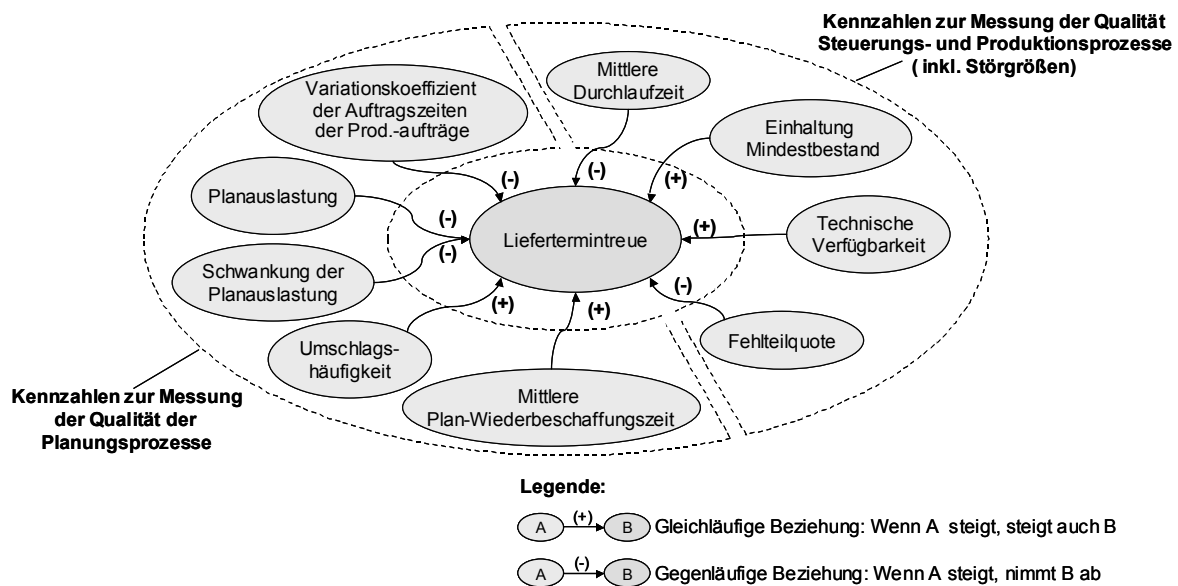 Kennzahlen zur Messung der Qualität
Steuerungs- und Produktionsprozesse
( inkl. Störgrößen)
Mittlere
Durchlaufzeit
Variationskoeffizient
der Auftragszeiten
der Prod.-aufträge
Einhaltung
Mindestbestand
(-)
(-)
(+)
Planauslastung
(-)
Liefertermintreue
(+)
Technische
Verfügbarkeit
(-)
Schwankung der
Planauslastung
(+)
(+)
(-)
Umschlags-
häufigkeit
Fehlteilquote
Mittlere
Plan-Wiederbeschaffungszeit
Kennzahlen zur Messung
der Qualität der
Planungsprozesse
Legende:
A (+) B Gleichläufige Beziehung: Wenn A steigt, steigt auch B
A (-) B Gegenläufige Beziehung: Wenn A steigt, nimmt B ab